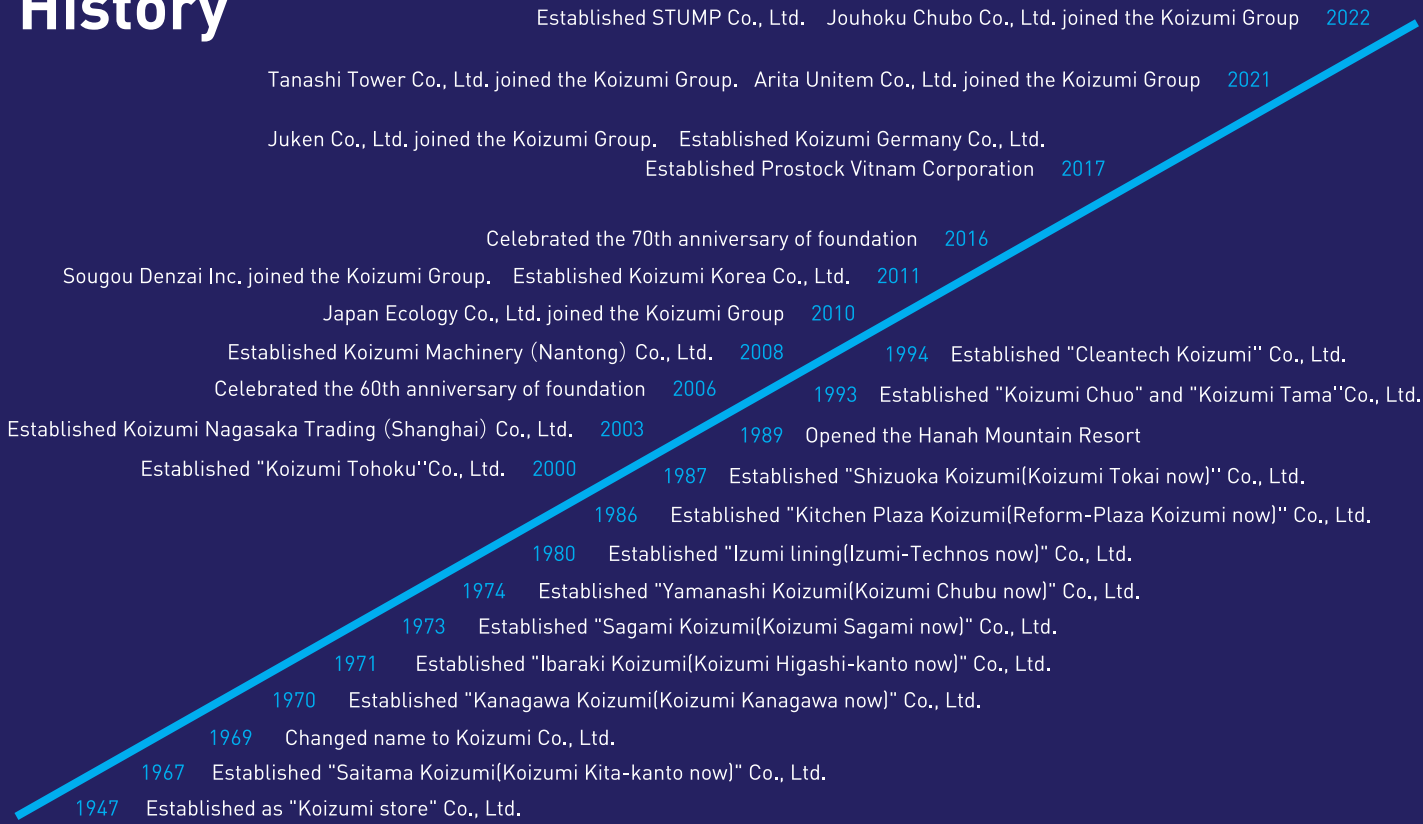 History
Established STUMP Co., Ltd. Jouhoku Chubo Co., Ltd. joined the Koizumi Group 2022
Tanashi Tower Co., Ltd. joined the Koizumi Group. Arita Unitem Co., Ltd. joined the Koizumi Group 2021
Juken Co., Ltd. joined the Koizumi Group. Established Koizumi Germany Co., Ltd.
Established Prostock Vitnam Corporation 2017
Celebrated the 70th anniversary of foundation 2016
Sougou Denzai Inc. joined the Koizumi Group. Established Koizumi Korea Co., Ltd. 2011
Japan Ecology Co., Ltd. joined the Koizumi Group 2010
Established Koizumi Machinery (Nantong) Co., Ltd. 2008
1994 Established "Cleantech Koizumi'' Co., Ltd.
Celebrated the 60th anniversary of foundation 2006
1993 Established "Koizumi Chuo" and "Koizumi Tama''Co., Ltd.
Established Koizumi Nagasaka Trading (Shanghai) Co., Ltd. 2003
1989 Opened the Hanah Mountain Resort
Established "Koizumi Tohoku''Co., Ltd. 2000
1987 Established "Shizuoka Koizumi(Koizumi Tokai now)'' Co., Ltd.
1986 Established "Kitchen Plaza Koizumi(Reform-Plaza Koizumi now)'' Co., Ltd.
1980 Established "Izumi lining(Izumi-Technos now)" Co., Ltd.
1974 Established "Yamanashi Koizumi(Koizumi Chubu now)" Co., Ltd.
1973 Established "Sagami Koizumi(Koizumi Sagami now)" Co., Ltd.
1971 Established "Ibaraki Koizumi(Koizumi Higashi-kanto now)" Co., Ltd.
1970 Established "Kanagawa Koizumi(Koizumi Kanagawa now)" Co., Ltd.
1969 Changed name to Koizumi Co., Ltd.
1967 Established "Saitama Koizumi(Koizumi Kita-kanto now)" Co., Ltd.
1947 Established as "Koizumi store" Co., Ltd.